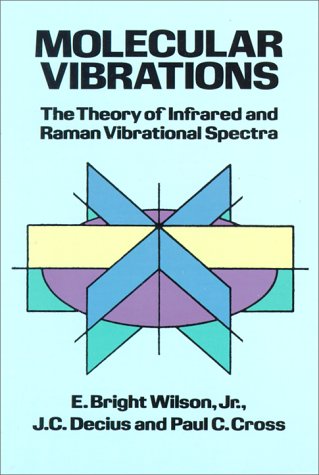 MOLECULAR
VIBRATIONS
The Theory of Infrared and
Raman Vibrational Spectra
E. Bright Wilson, Jr.,
J.C. Decius and Paul C. Cross